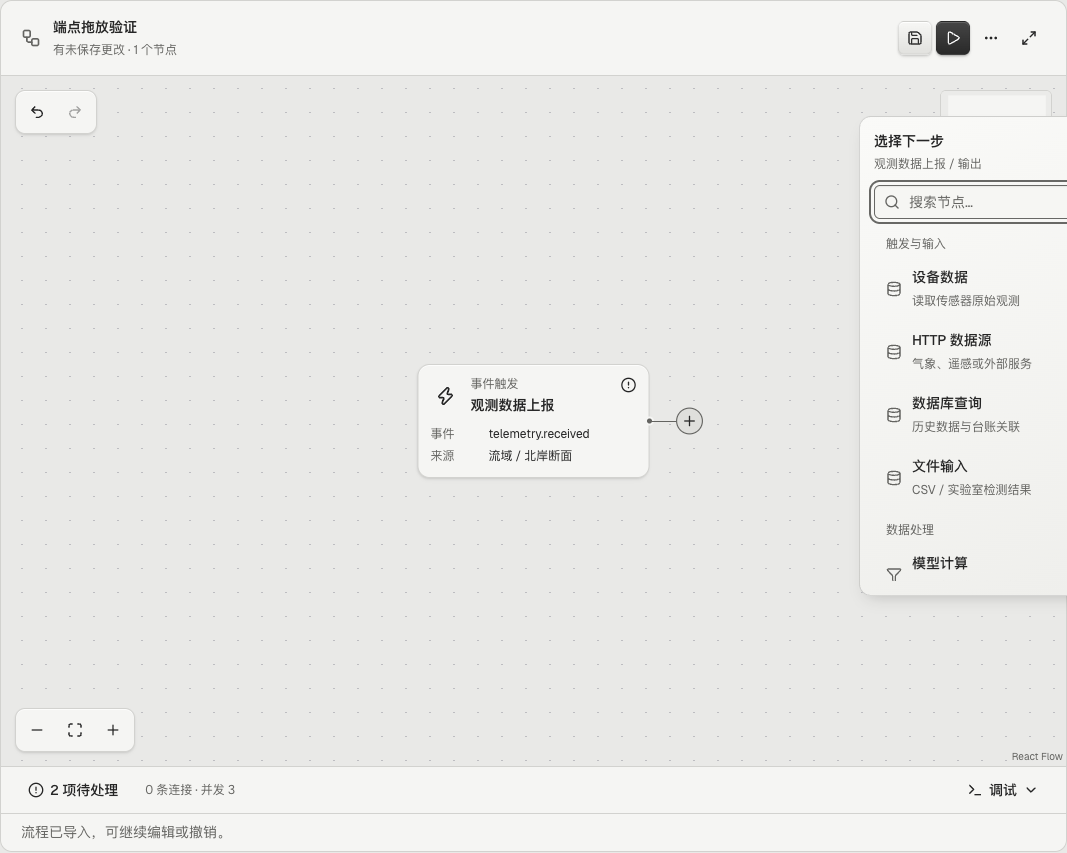 端点拖放验证
有未保存更改 · 1 个节点
选择下一步
观测数据上报 / 输出
搜索节点...
触发与输入
设备数据
读取传感器原始观测
HTTP 数据源
气象、遥感或外部服务
数据库查询
历史数据与台账关联
文件输入
CSV / 实验室检测结果
数据处理
模型计算
事件触发
观测数据上报
事件 telemetry.received
来源 流域 / 北岸断面
React Flow
2 项待处理 0 条连接 · 并发 3 调试
流程已导入，可继续编辑或撤销。